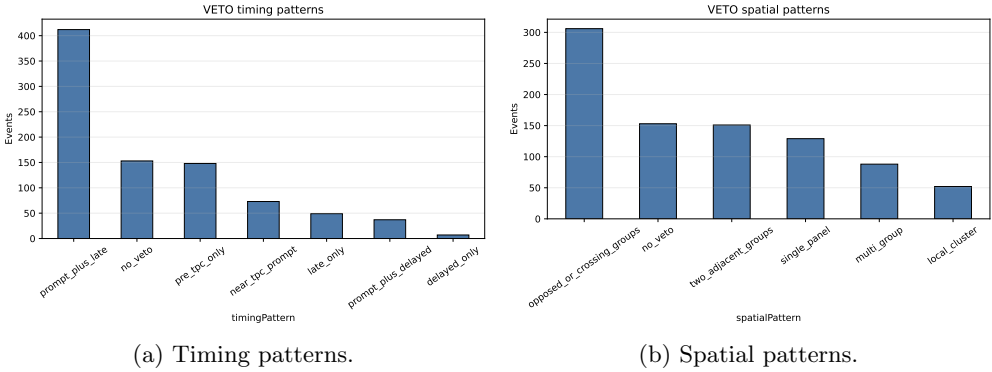 VETO timing patterns
Events
400
350
300
250
200
150
100
50
0
prompt_plus_late
no_veto
pre_tpc_only
near_tpc_prompt
late_only
prompt_plus_delayed
delayed_only
timingPattern
(a) Timing patterns.
VETO spatial patterns
Events
300
250
200
150
100
50
0
opposed_or_crossing_groups
no_veto
two_adjacent_groups
single_panel
multi_group
local_cluster
spatialPattern
(b) Spatial patterns.